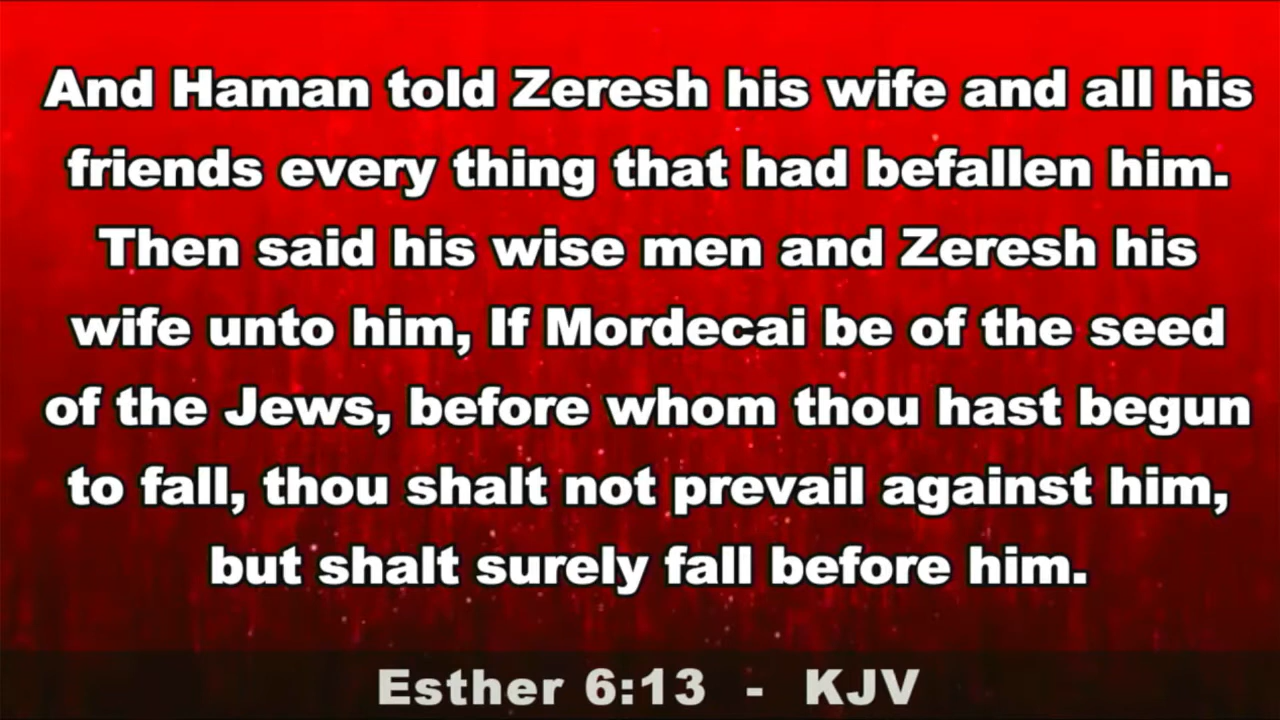 And Haman told Zeresh his wife and all his
friends every thing that had befallen him.
Then said his wise men and Zeresh his
wife unto him, If Mordecai be of the seed
of the Jews, before whom thou hast begun
to fall, thou shalt not prevail against him,
but shalt surely fall before him.
Esther 6:13 - KJV